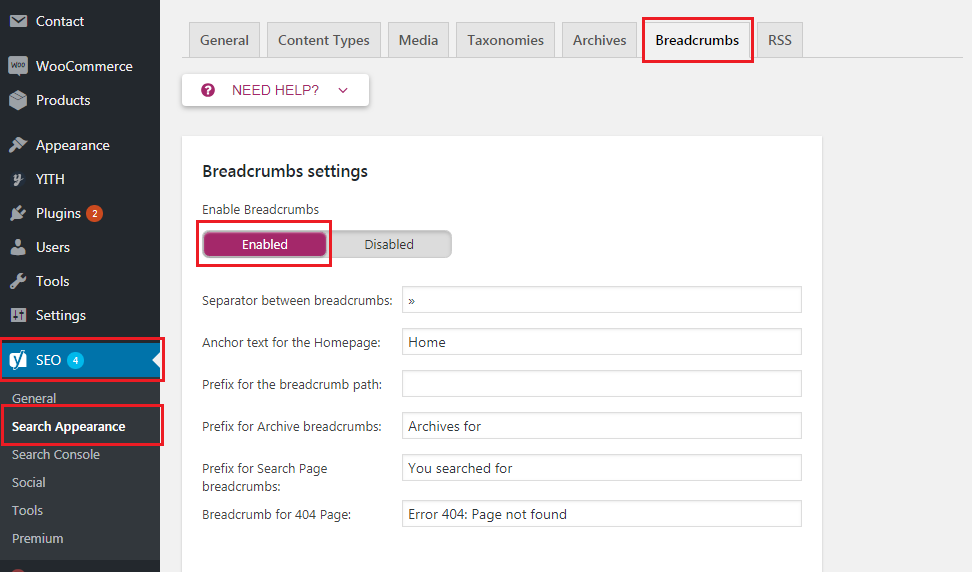 Contact
WooCommerce
Products
Appearance
YITH
Plugins 2
Users
Tools
Settings
SEO 4
General
Search Appearance
Search Console
Social
Tools
Premium
General Content Types Media Taxonomies Archives Breadcrumbs RSS
? NEED HELP?
Breadcrumbs settings
Enable Breadcrumbs
Enabled Disabled
Separator between breadcrumbs: »
Anchor text for the Homepage: Home
Prefix for the breadcrumb path:
Prefix for Archive breadcrumbs: Archives for
Prefix for Search Page You searched for
breadcrumbs:
Breadcrumb for 404 Page: Error 404: Page not found